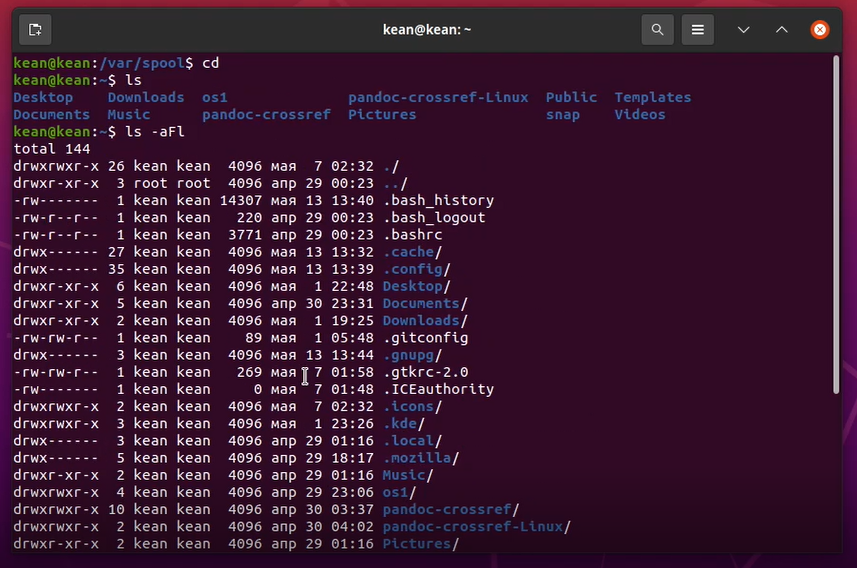 kean@kean: ~
kean@kean:/var/spool$ cd
kean@kean:~$ ls
Desktop Downloads os1 pandoc-crossref-Linux Public Templates
Documents Music pandoc-crossref Pictures snap Videos
kean@kean:~$ ls -aFl
total 144
drwxrwxr-x 26 kean kean 4096 мая 7 02:32 ./
drwxr-xr-x 3 root root 4096 апр 29 00:23 ../
-rw------- 1 kean kean 14307 мая 13 13:40 .bash_history
-rw-r--r-- 1 kean kean 220 апр 29 00:23 .bash_logout
-rw-r--r-- 1 kean kean 3771 апр 29 00:23 .bashrc
drwx------ 27 kean kean 4096 мая 13 13:32 .cache/
drwx------ 35 kean kean 4096 мая 13 13:39 .config/
drwxr-xr-x 6 kean kean 4096 мая 1 22:48 Desktop/
drwxr-xr-x 5 kean kean 4096 апр 30 23:31 Documents/
drwxr-xr-x 2 kean kean 4096 мая 1 19:25 Downloads/
-rw-rw-r-- 1 kean kean 89 мая 1 05:48 .gitconfig
drwx------ 3 kean kean 4096 мая 13 13:44 .gnupg/
-rw-rw-r-- 1 kean kean 269 мая 7 01:58 .gtkrc-2.0
-rw------- 1 kean kean 0 мая 7 01:48 .ICEauthority
drwxrwxr-x 2 kean kean 4096 мая 7 02:32 .icons/
drwxrwxr-x 3 kean kean 4096 мая 1 23:26 .kde/
drwxr-xr-x 3 kean kean 4096 апр 29 01:16 .local/
drwx------ 5 kean kean 4096 апр 29 18:17 .mozilla/
drwxr-xr-x 2 kean kean 4096 апр 29 01:16 Music/
drwxrwxr-x 4 kean kean 4096 апр 29 23:06 os1/
drwxrwxr-x 10 kean kean 4096 апр 30 03:37 pandoc-crossref/
drwxrwxr-x 2 kean kean 4096 апр 30 04:02 pandoc-crossref-Linux/
drwxr-xr-x 2 kean kean 4096 апр 29 01:16 Pictures/